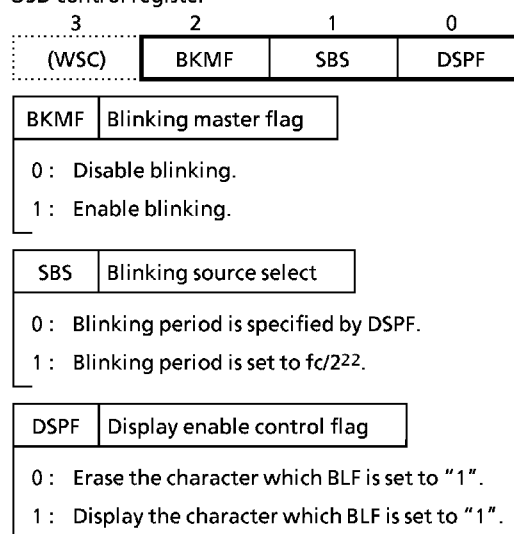 OSD control register
3 2 1 0
(WSC) BKMF SBS DSPF
BKMF Blinking master flag
0 : Disable blinking.
1 : Enable blinking.
SBS Blinking source select
0 : Blinking period is specified by DSPF.
1 : Blinking period is set to fc/2²².
DSPF Display enable control flag
0 : Erase the character which BLF is set to "1".
1 : Display the character which BLF is set to "1".